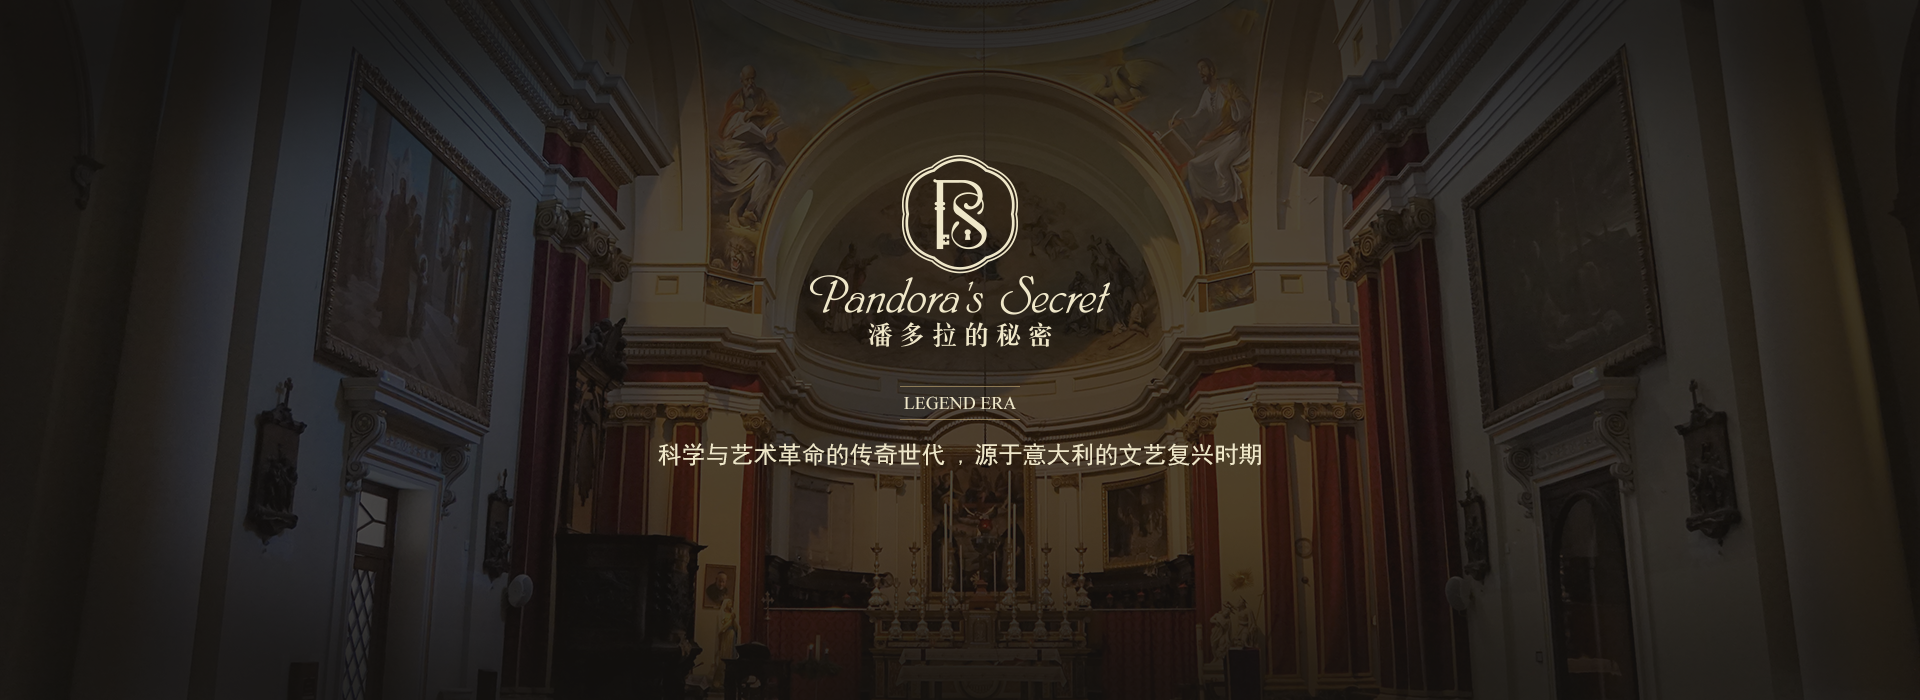 PS
Pandora's Secret
潘多拉的秘密
LEGEND ERA
科学与艺术革命的传奇世代，源于意大利的文艺复兴时期